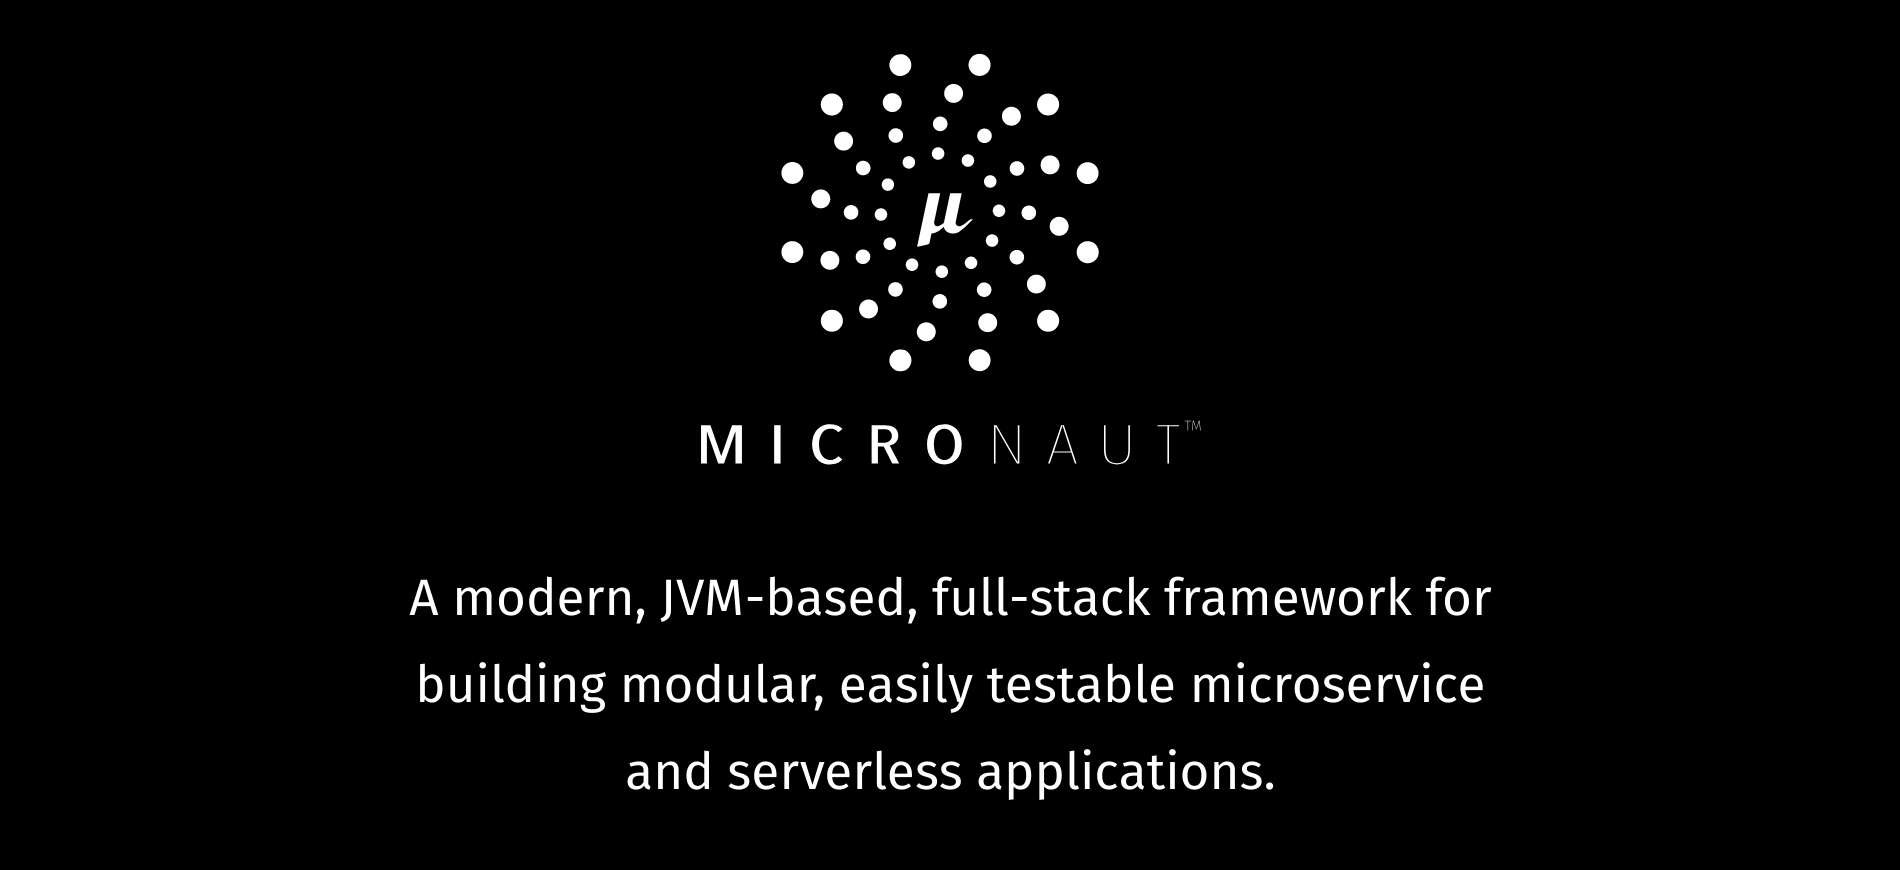 μ
MICRONAUT™
A modern, JVM-based, full-stack framework for
building modular, easily testable microservice
and serverless applications.